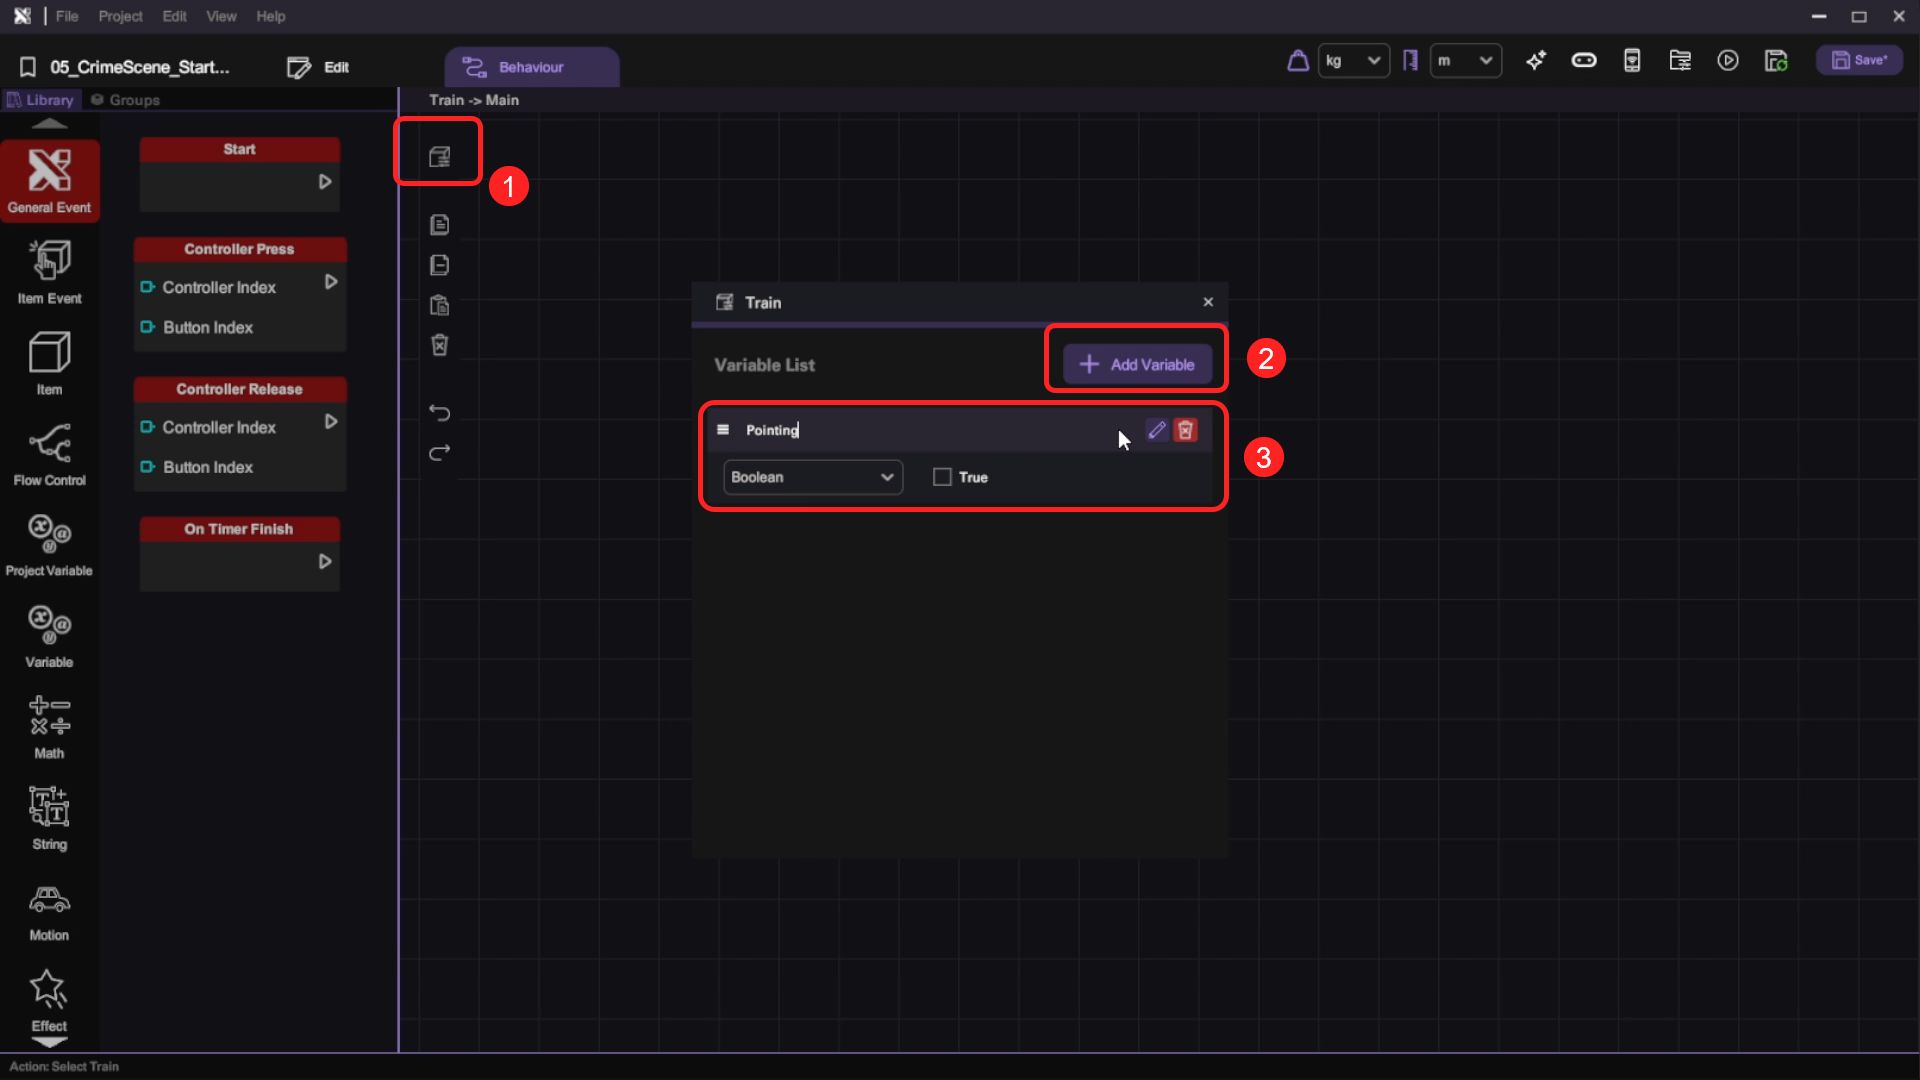 File Project Edit View Help
05_CrimeScene_Start... Edit Behaviour kg m Save*
Library Groups Train -> Main
General Event
Item Event
Item
Flow Control
Project Variable
Variable
Math
String
Motion
Effect
Start
Controller Press
Controller Index
Button Index
Controller Release
Controller Index
Button Index
On Timer Finish
1
Train
Variable List + Add Variable
2
Pointing
Boolean True
3
Action: Select Train